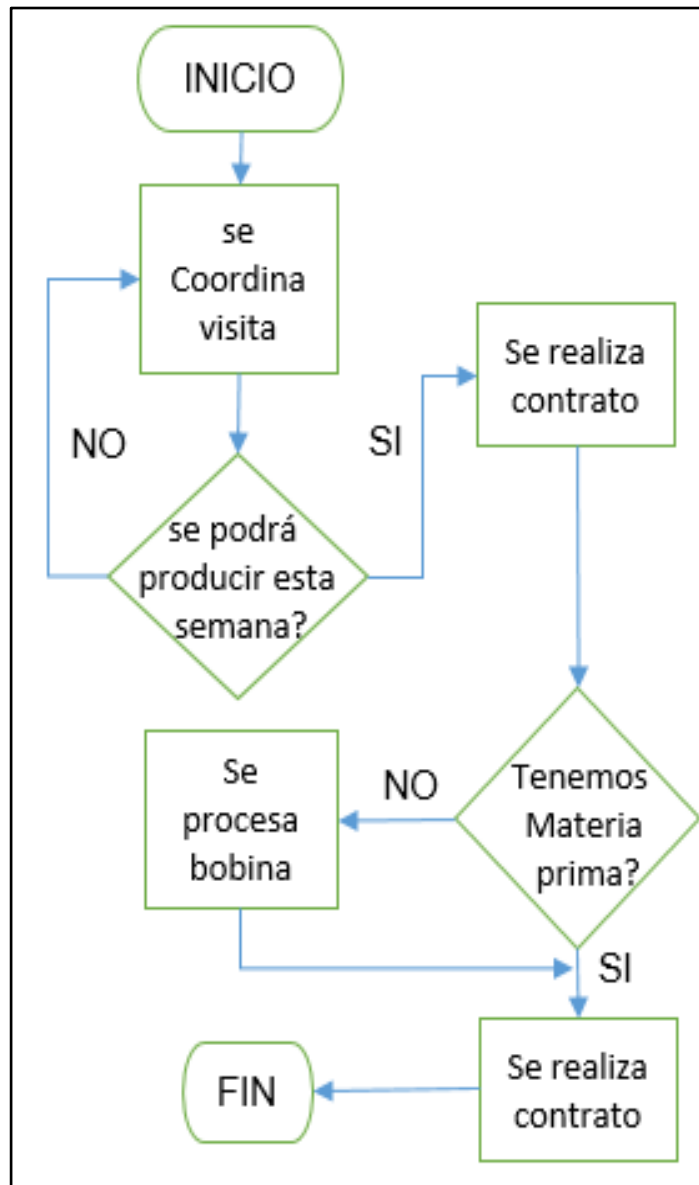 INICIO
se
Coordina
visita
NO
SI
Se realiza
contrato
se podrá
producir esta
semana?
Se
procesa
bobina
NO
Tenemos
Materia
prima?
SI
Se realiza
contrato
FIN